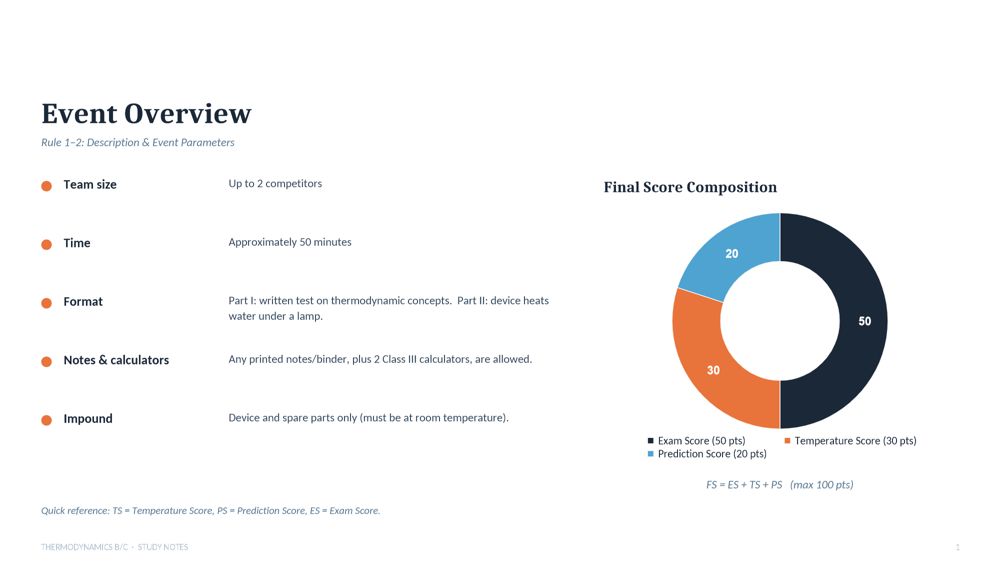 Event Overview
Rule 1–2: Description & Event Parameters
Team size
Up to 2 competitors
Time
Approximately 50 minutes
Format
Part I: written test on thermodynamic concepts.  Part II: device heats
water under a lamp.
Notes & calculators
Any printed notes/binder, plus 2 Class III calculators, are allowed.
Impound
Device and spare parts only (must be at room temperature).
Final Score Composition
20
50
30
Exam Score (50 pts)
Temperature Score (30 pts)
Prediction Score (20 pts)
FS = ES + TS + PS   (max 100 pts)
Quick reference: TS = Temperature Score, PS = Prediction Score, ES = Exam Score.
THERMODYNAMICS B/C · STUDY NOTES
1